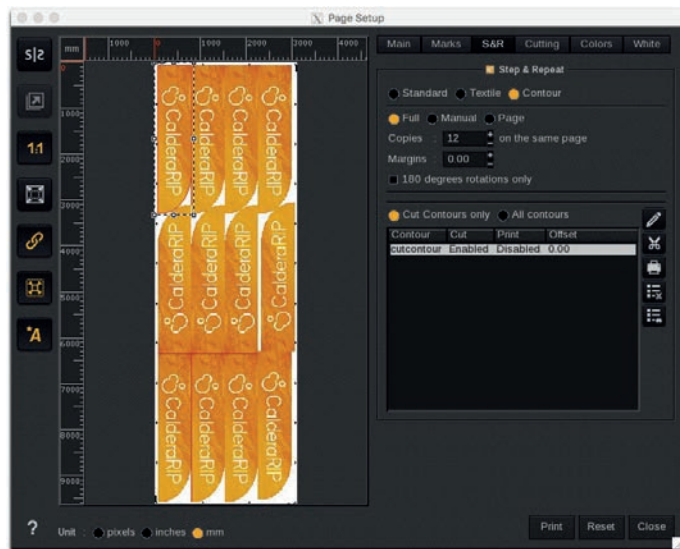 Page Setup
S|S
mm
1000
0
1000
2000
3000
4000
Main
Marks
S&R
Cutting
Colors
White
0
Step & Repeat
Standard
Textile
Contour
1000
1:1
Full
Manual
Page
Copies : 12 on the same page
2000
Margins : 0.00
180 degrees rotations only
3000
Cut Contours only
All contours
4000
Contour Cut Print Offset
cutcontour Enabled Disabled 0.00
5000
*A
6000
7000
8000
9000
CalderaRIP
CalderaRIP
CalderaRIP
CalderaRIP
CalderaRIP
CalderaRIP
CalderaRIP
CalderaRIP
CalderaRIP
CalderaRIP
CalderaRIP
CalderaRIP
?
Unit : pixels inches mm
Print
Reset
Close